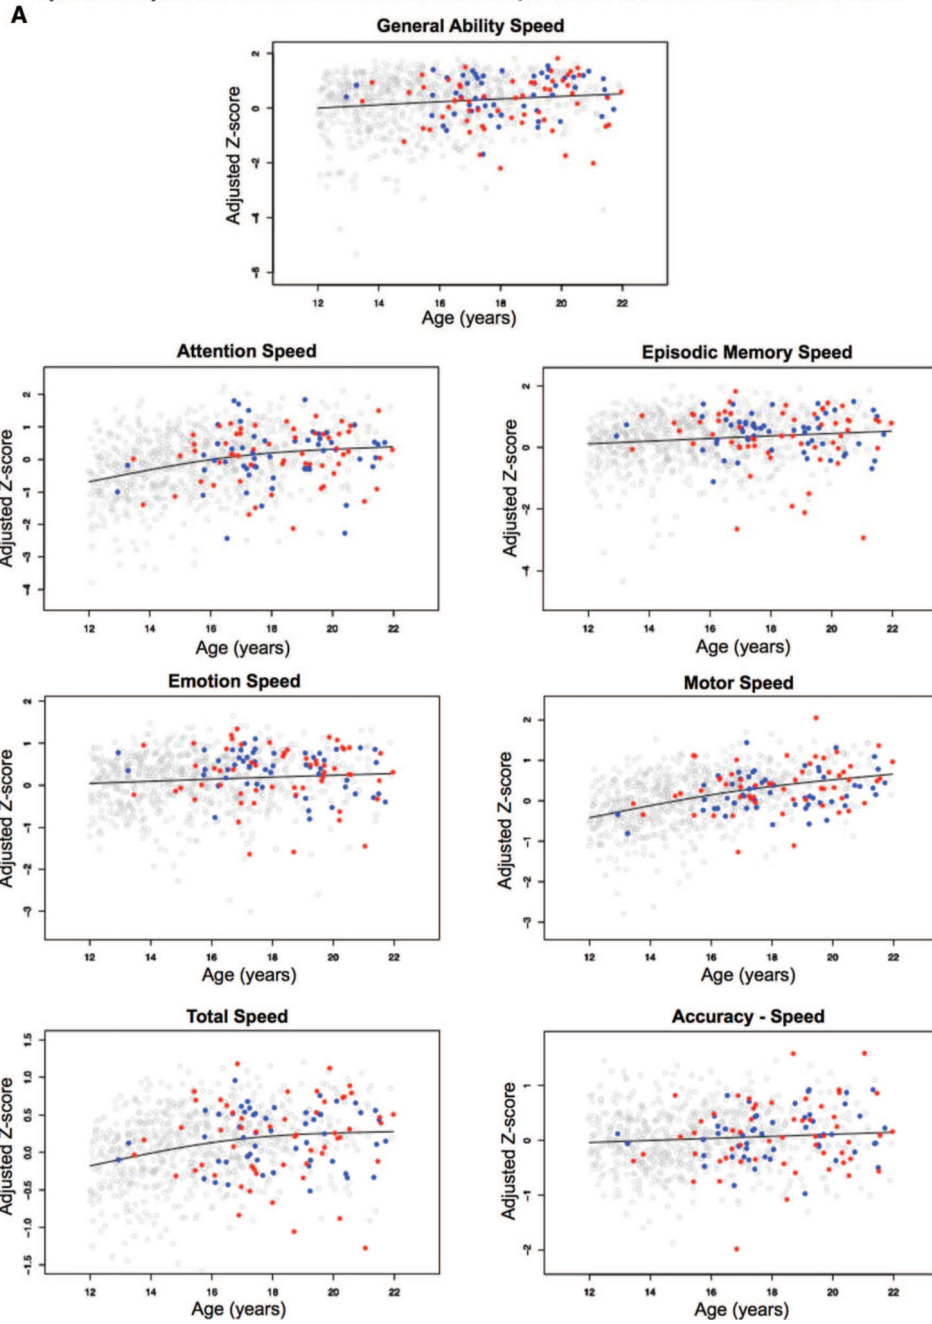 A
General Ability Speed
Adjusted Z-score
2
0
-2
-4
-6
12 14 16 18 20 22
Age (years)
Attention Speed
Adjusted Z-score
2
1
0
-1
-2
-3
-4
12 14 16 18 20 22
Age (years)
Episodic Memory Speed
Adjusted Z-score
2
0
-2
-4
12 14 16 18 20 22
Age (years)
Emotion Speed
Adjusted Z-score
2
1
0
-1
-2
-3
12 14 16 18 20 22
Age (years)
Motor Speed
Adjusted Z-score
2
1
0
-1
-2
-3
12 14 16 18 20 22
Age (years)
Total Speed
Adjusted Z-score
1.5
1.0
0.5
0.0
-0.5
-1.0
-1.5
12 14 16 18 20 22
Age (years)
Accuracy - Speed
Adjusted Z-score
1
0
-1
-2
12 14 16 18 20 22
Age (years)